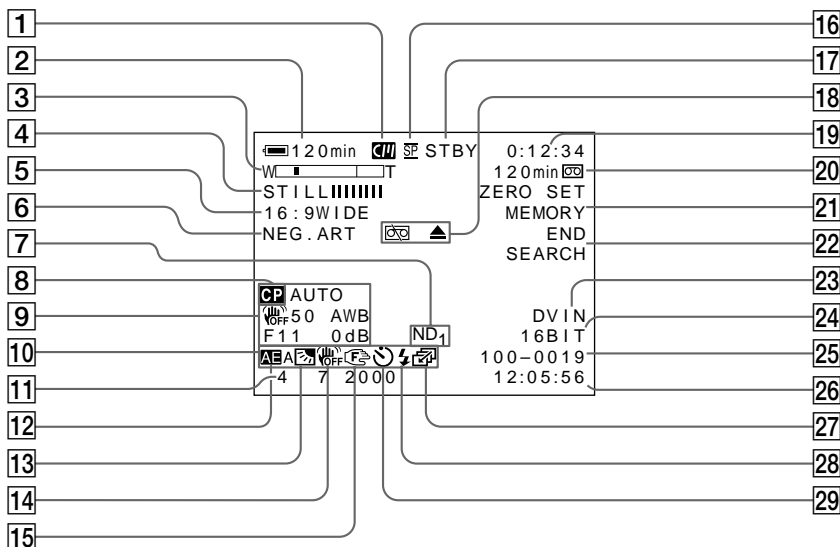 1
2
3
4
5
6
7
8
9
10
11
12
13
14
15
120min SP STBY 0:12:34
W T 120min
STILL ZERO SET
16:9WIDE MEMORY
NEG.ART END
SEARCH
CP AUTO
OFF 50 AWB DV IN
F11 0dB ND1 16BIT
AE A OFF F 100–0019
4 7 2000 12:05:56
16
17
18
19
20
21
22
23
24
25
26
27
28
29